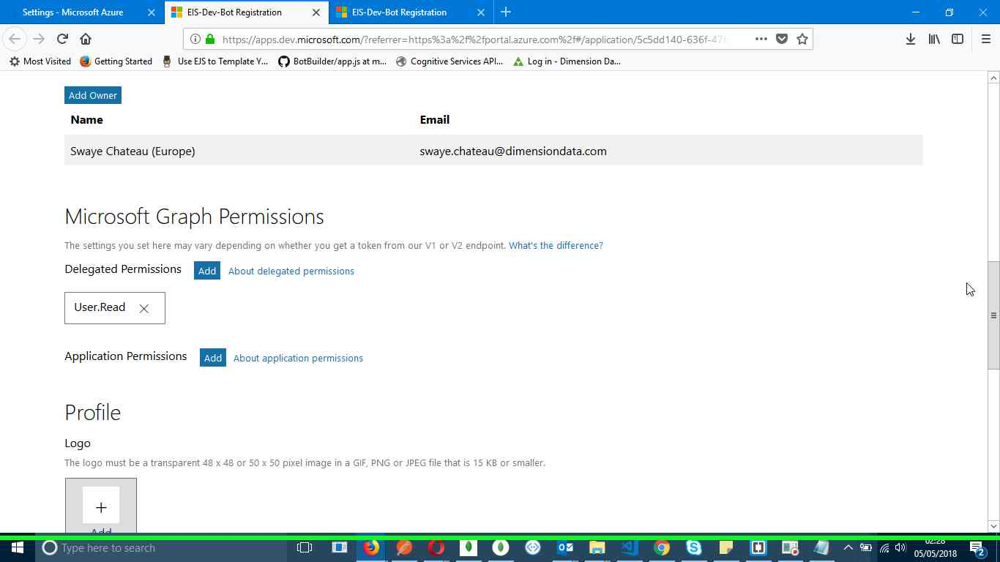 Settings - Microsoft Azure
EIS-Dev-Bot Registration
EIS-Dev-Bot Registration
https://apps.dev.microsoft.com/?referrer=https%3a%2f%2fportal.azure.com%2f#/application/5c5dd140-636f-47
Most Visited
Getting Started
Use EJS to Template Y...
BotBuilder/app.js at m...
Cognitive Services API...
Log in - Dimension Da...
Add Owner
Name Email
Swaye Chateau (Europe) swaye.chateau@dimensiondata.com
Microsoft Graph Permissions
The settings you set here may vary depending on whether you get a token from our V1 or V2 endpoint. What's the difference?
Delegated Permissions Add About delegated permissions
User.Read
Application Permissions Add About application permissions
Profile
Logo
The logo must be a transparent 48 x 48 or 50 x 50 pixel image in a GIF, PNG or JPEG file that is 15 KB or smaller.
Add
Type here to search
02:28
05/05/2018
2